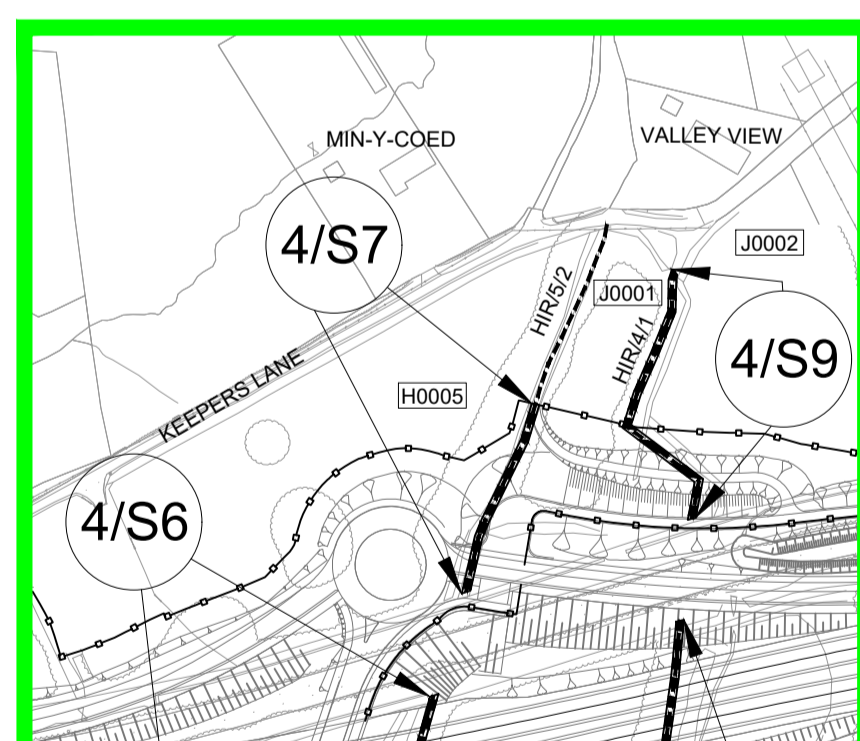 MIN-Y-COED
VALLEY VIEW
4/S7
J0002
HIR/5/2
J0001
HIR/4/1
4/S9
KEEPERS LANE
H0005
4/S6